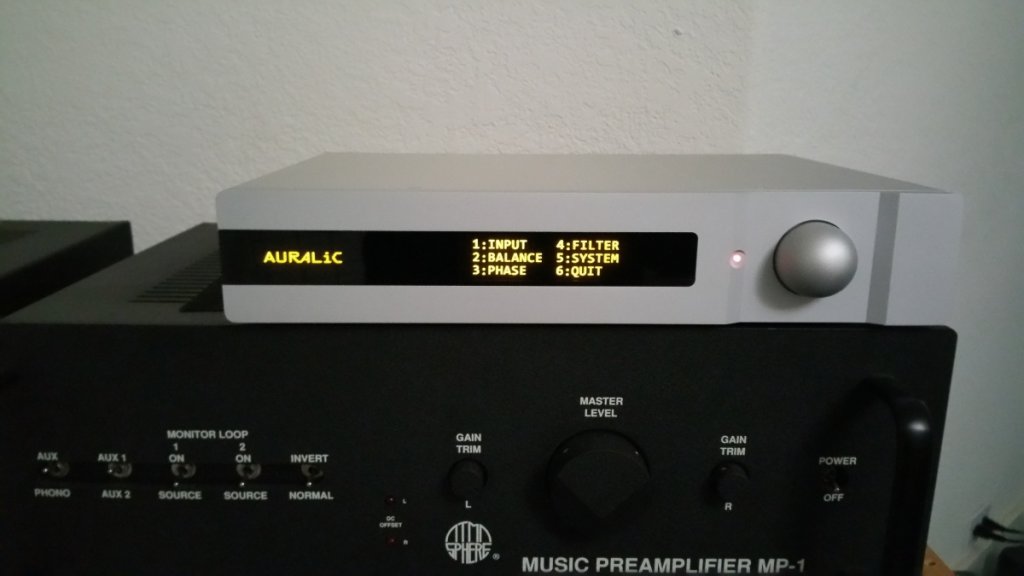 AURALiC
1:INPUT 4:FILTER
2:BALANCE 5:SYSTEM
3:PHASE 6:QUIT
MASTER
LEVEL
MONITOR LOOP
1 2
AUX AUX 1 ON ON INVERT
PHONO AUX 2 SOURCE SOURCE NORMAL
GAIN
TRIM
L
GAIN
TRIM
R
POWER
OFF
L
DC
OFFSET
R
ATMA
SPHERE ®
MUSIC PREAMPLIFIER MP-1